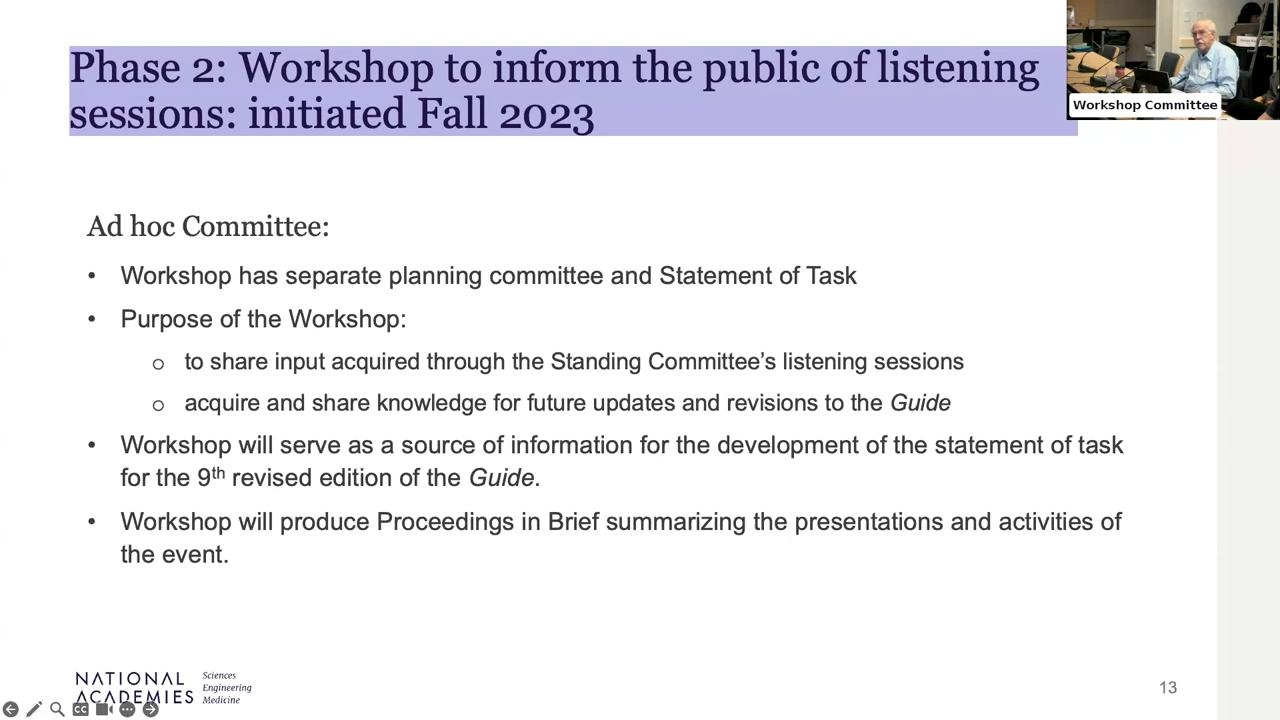 Phase 2: Workshop to inform the public of listening
sessions: initiated Fall 2023
Workshop Committee
Ad hoc Committee:
• Workshop has separate planning committee and Statement of Task
• Purpose of the Workshop:
o to share input acquired through the Standing Committee’s listening sessions
o acquire and share knowledge for future updates and revisions to the Guide
• Workshop will serve as a source of information for the development of the statement of task
for the 9th revised edition of the Guide.
• Workshop will produce Proceedings in Brief summarizing the presentations and activities of
the event.
NATIONAL
ACADEMIES
Sciences
Engineering
Medicine
CC
13